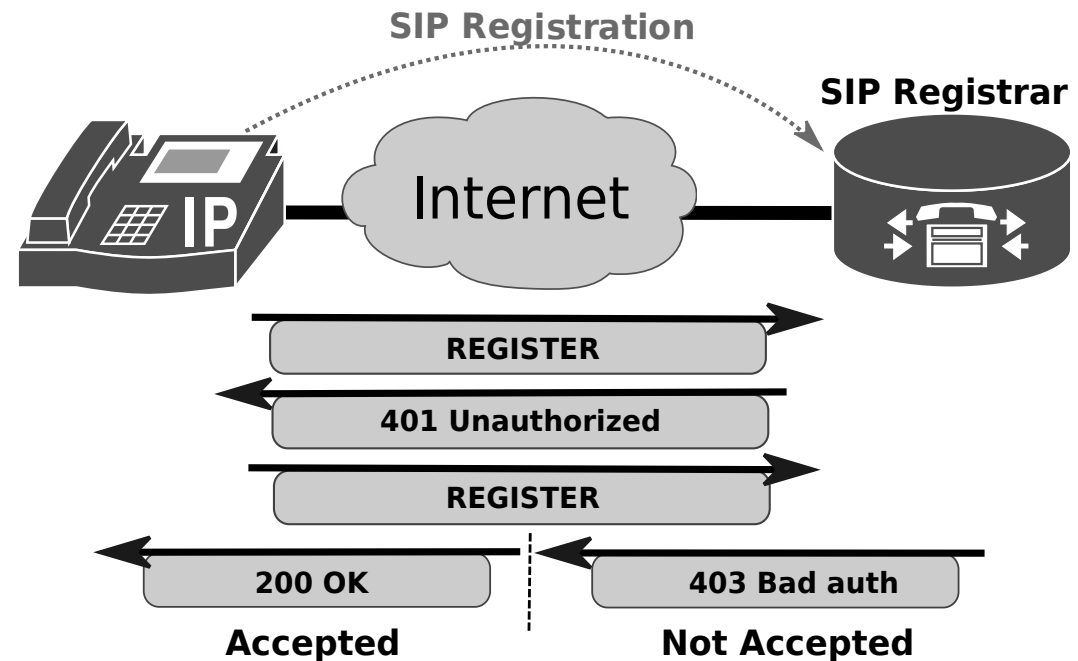 SIP Registration
SIP Registrar
IP
Internet
REGISTER
401 Unauthorized
REGISTER
200 OK
403 Bad auth
Accepted
Not Accepted